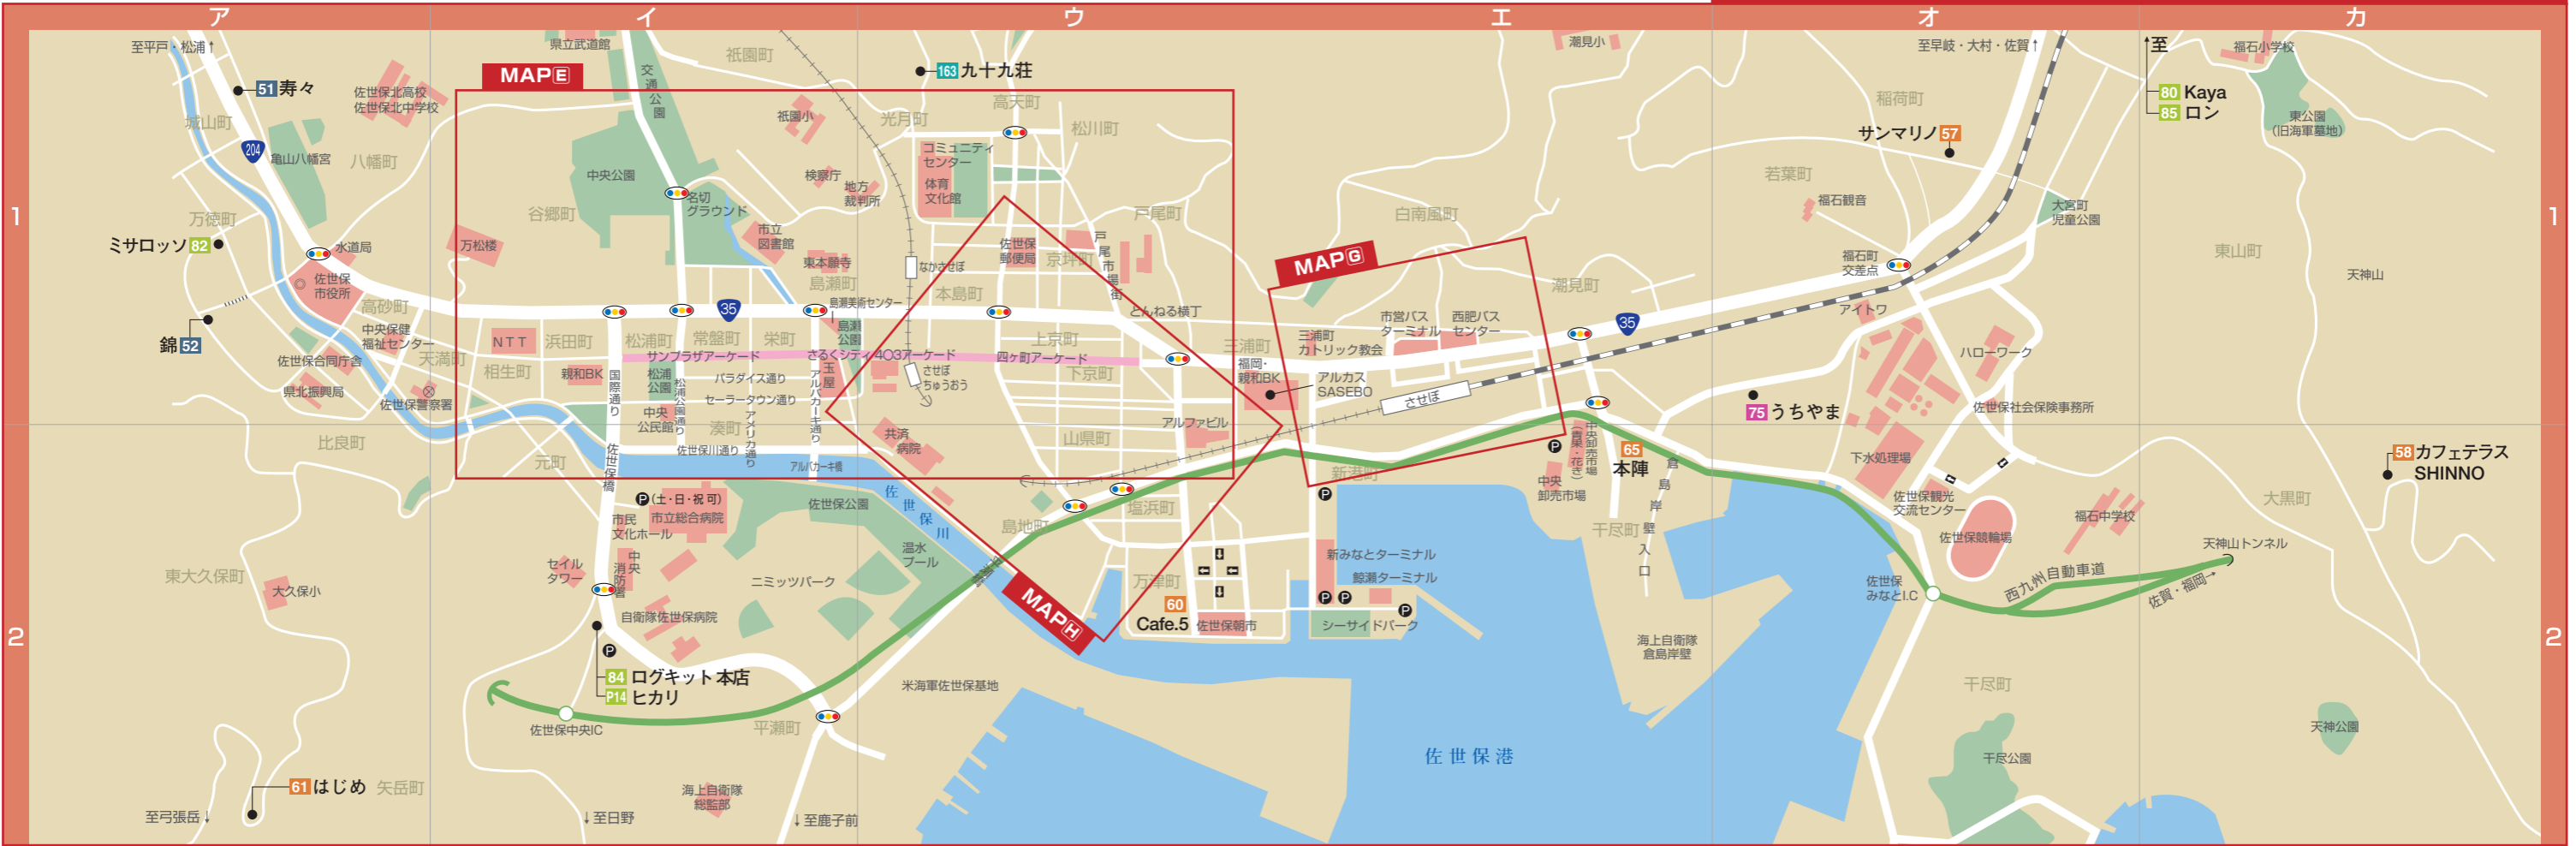 ア
イ
ウ
エ
オ
カ
1
2
1
2
至平戸・松浦↑
51 寿々
佐世保北高校
佐世保北中学校
城山町
204
亀山八幡宮
八幡町
万徳町
ミサロッソ 82
水道局
佐世保
市役所
高砂町
錦 52
中央保健
福祉センター
天満町
佐世保合同庁舎
県北振興局
佐世保警察署
比良町
東大久保町
大久保小
61 はじめ
矢岳町
至弓張岳↓
県立武道館
MAP E
交通公園
祇園町
祇園小
中央公園
名切
グラウンド
検察庁
地方
裁判所
谷郷町
万松楼
市立
図書館
東本願寺
島瀬町
島瀬美術センター
島瀬
公園
35
NTT
浜田町
松浦町
常盤町
栄町
サンプラザアーケード
さるくシティ4○3アーケード
相生町
親和BK
国際通り
松浦
公園
松浦公園通り
パラダイス通り
セーラータウン通り
アルバカーキ通り
玉屋
中央
公民館
湊町
アメリカ通り
佐世保川通り
アルバカーキ橋
元町
佐世保橋
P(土・日・祝 可)
市立総合病院
市民
文化ホール
佐世保公園
セイル
タワー
中央
消防署
ニミッツパーク
自衛隊佐世保病院
P
84 ログキット 本店
P14 ヒカリ
佐世保中央IC
平瀬町
海上自衛隊
総監部
↓至日野
↓至鹿子前
163 九十九荘
高天町
光月町
松川町
コミュニティ
センター
体育
文化館
戸尾町
佐世保
郵便局
京坪町
戸尾市場街
なかさせぼ
本島町
とんねる横丁
上京町
四ヶ町アーケード
下京町
させぼ
ちゅうおう
共済
病院
山県町
アルファビル
佐世保川
島地町
塩浜町
温水
プール
MAP H
万津町
60
Cafe.5
佐世保朝市
米海軍佐世保基地
潮見小
白南風町
MAP G
潮見町
三浦町
三浦町
カトリック教会
市営バス
ターミナル
西肥バス
センター
35
福岡・
親和BK
アルカス
SASEBO
させぼ
新港町
P
P
中央卸売市場
(青果・花き)
中央
卸売市場
65
本陣
倉島岸壁入口
干尽町
新みなとターミナル
鯨瀬ターミナル
P
P
P
シーサイドパーク
海上自衛隊
倉島岸壁
佐世保港
至早岐・大村・佐賀↑
稲荷町
サンマリノ 57
若葉町
福石観音
大宮町
児童公園
福石町
交差点
アイトワ
ハローワーク
75 うちやま
佐世保社会保険事務所
下水処理場
佐世保観光
交流センター
佐世保競輪場
福石中学校
佐世保
みなとI.C
西九州自動車道
佐賀・福岡→
天神山トンネル
干尽町
干尽公園
↑至
80 Kaya
85 ロン
福石小学校
東公園
(旧海軍墓地)
東山町
天神山
58 カフェテラス
SHINNO
大黒町
天神公園